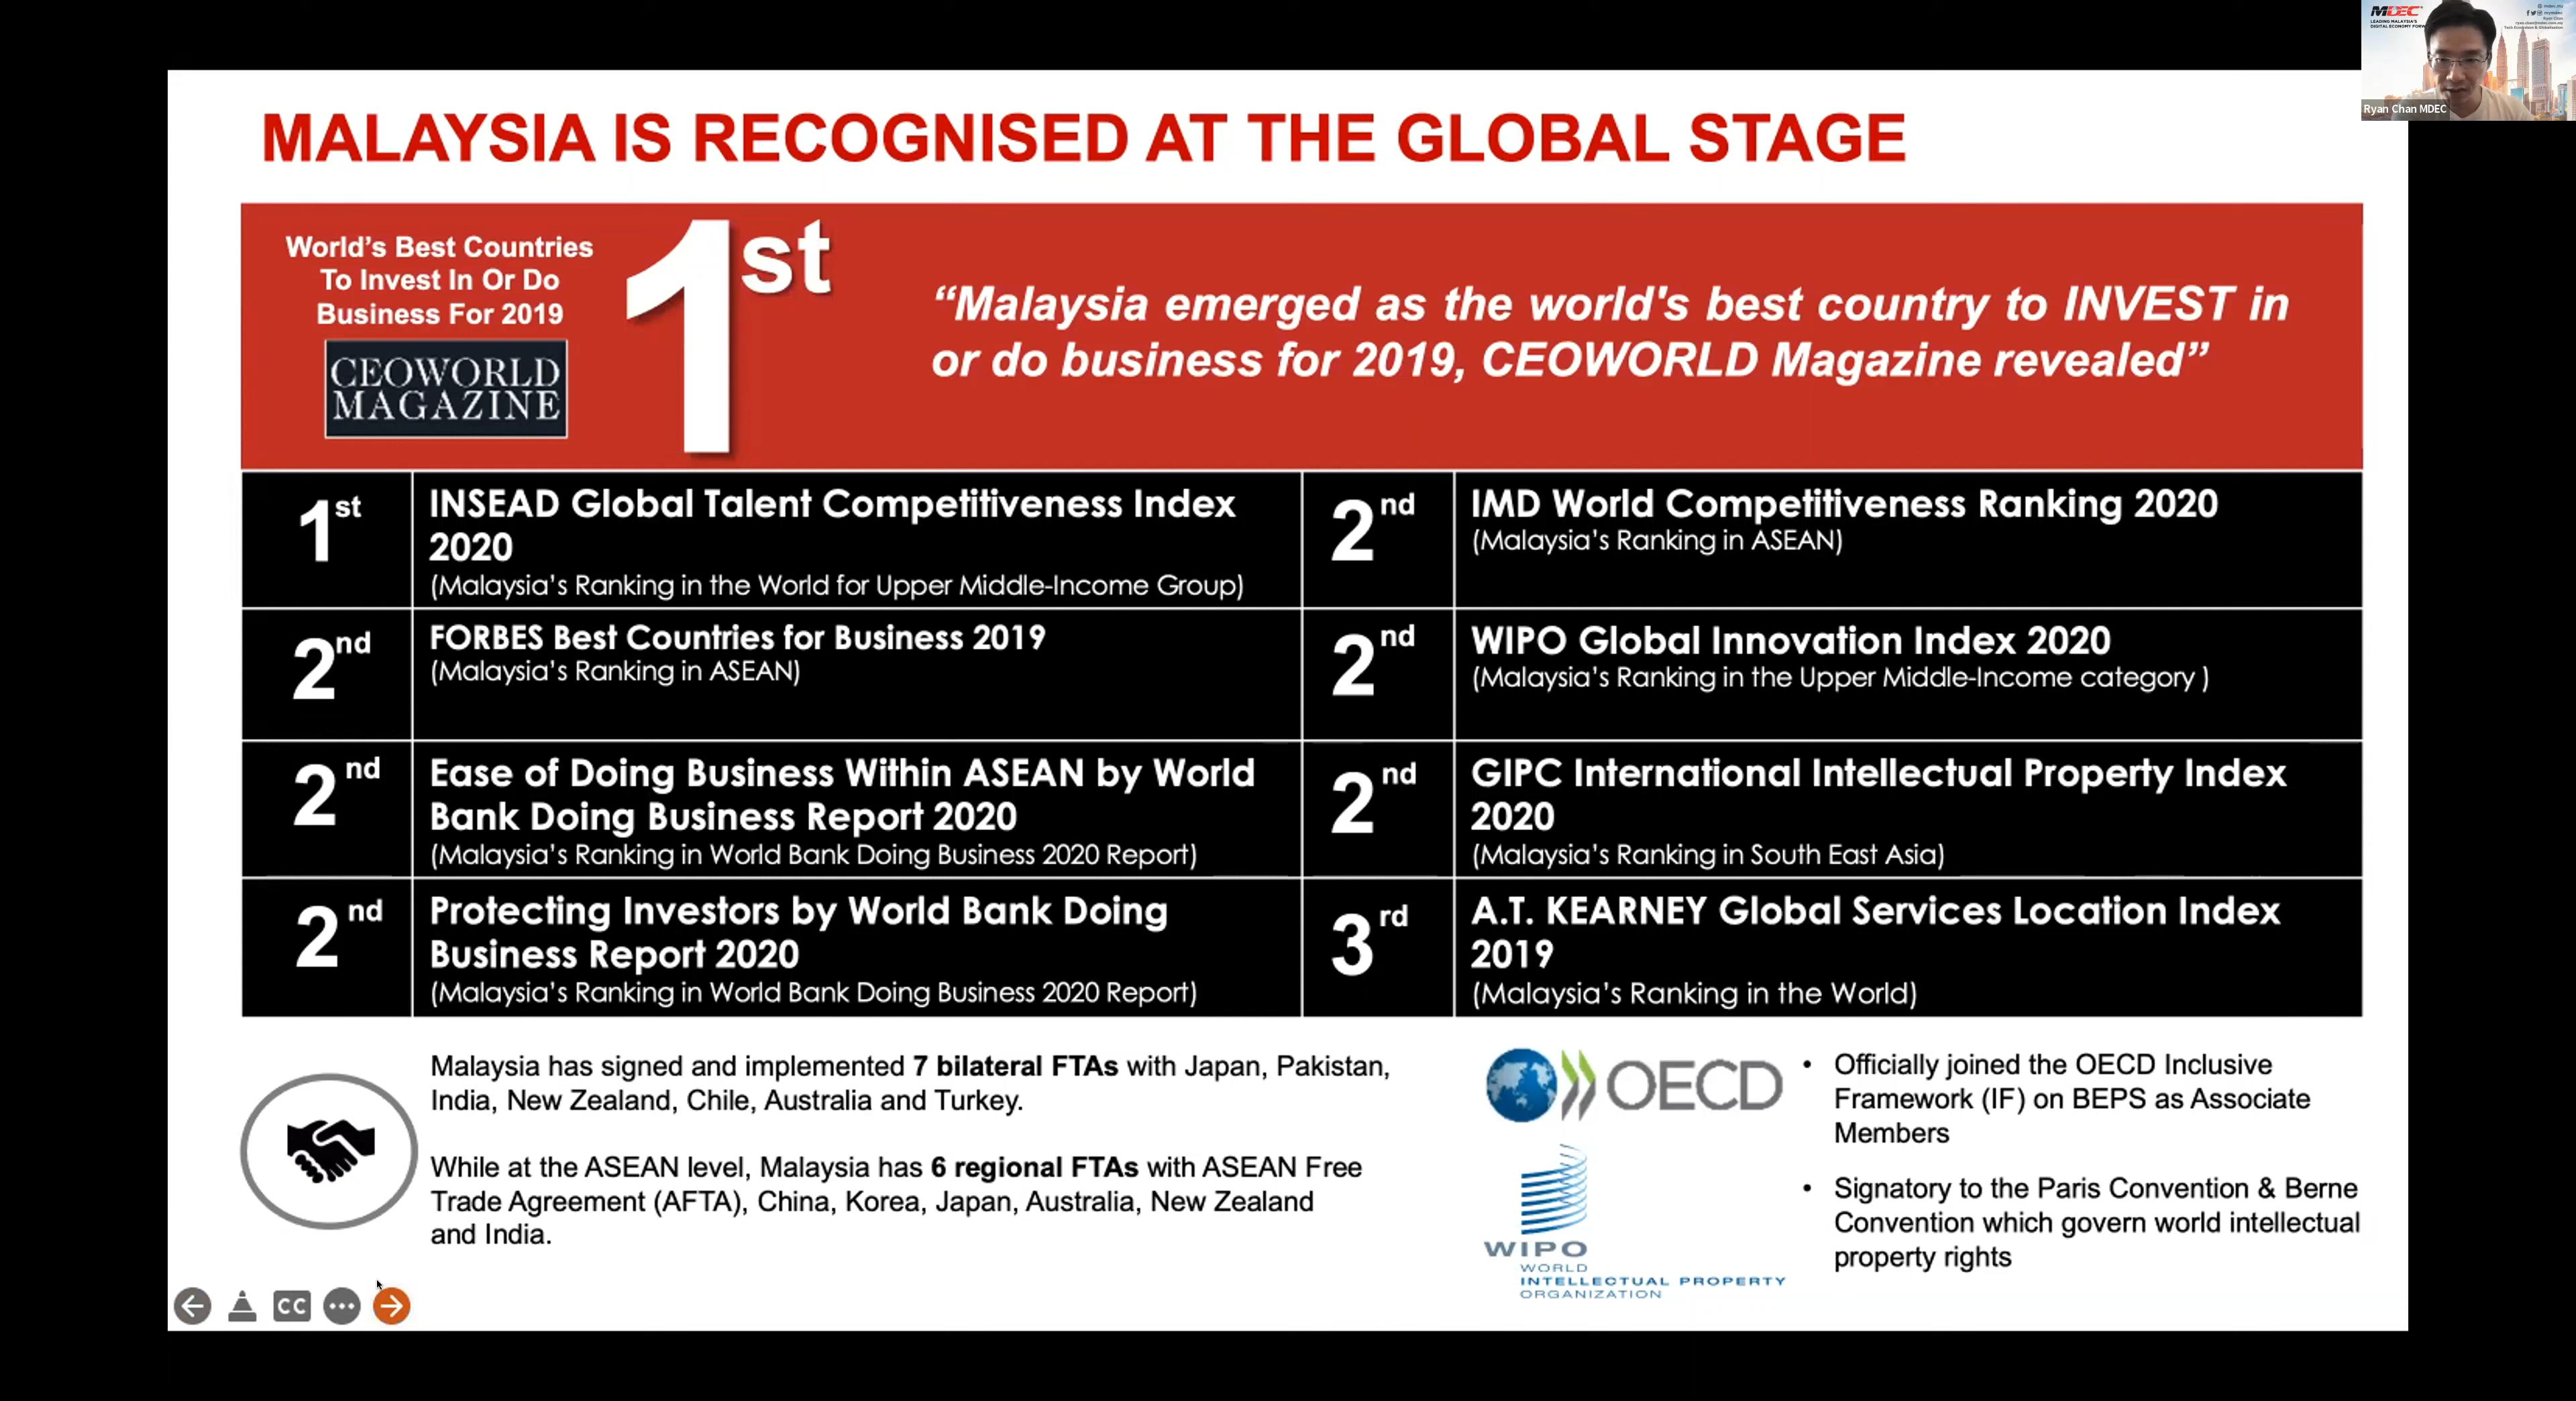 MDEC
LEADING MALAYSIA'S
DIGITAL ECONOMY FORW
Ryan Chan MDEC
MALAYSIA IS RECOGNISED AT THE GLOBAL STAGE
World's Best Countries
To Invest In Or Do
Business For 2019
CEOWORLD
MAGAZINE
1st
“Malaysia emerged as the world's best country to INVEST in
or do business for 2019, CEOWORLD Magazine revealed”
1st
INSEAD Global Talent Competitiveness Index
2020
(Malaysia's Ranking in the World for Upper Middle-Income Group)
2nd
IMD World Competitiveness Ranking 2020
(Malaysia's Ranking in ASEAN)
2nd
FORBES Best Countries for Business 2019
(Malaysia's Ranking in ASEAN)
2nd
WIPO Global Innovation Index 2020
(Malaysia's Ranking in the Upper Middle-Income category )
2nd
Ease of Doing Business Within ASEAN by World
Bank Doing Business Report 2020
(Malaysia's Ranking in World Bank Doing Business 2020 Report)
2nd
GIPC International Intellectual Property Index
2020
(Malaysia's Ranking in South East Asia)
2nd
Protecting Investors by World Bank Doing
Business Report 2020
(Malaysia's Ranking in World Bank Doing Business 2020 Report)
3rd
A.T. KEARNEY Global Services Location Index
2019
(Malaysia's Ranking in the World)
Malaysia has signed and implemented 7 bilateral FTAs with Japan, Pakistan,
India, New Zealand, Chile, Australia and Turkey.
While at the ASEAN level, Malaysia has 6 regional FTAs with ASEAN Free
Trade Agreement (AFTA), China, Korea, Japan, Australia, New Zealand
and India.
OECD
• Officially joined the OECD Inclusive
Framework (IF) on BEPS as Associate
Members
WIPO
WORLD
INTELLECTUAL PROPERTY
ORGANIZATION
• Signatory to the Paris Convention & Berne
Convention which govern world intellectual
property rights
CC